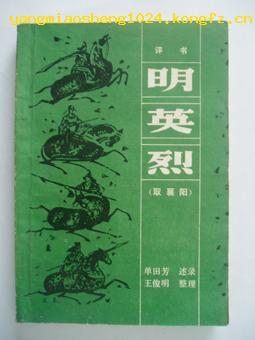 yangmiaosheng1024.kongfz.cn
评书
明
英
烈
(取襄阳)
单田芳 述录
王俊明 整理